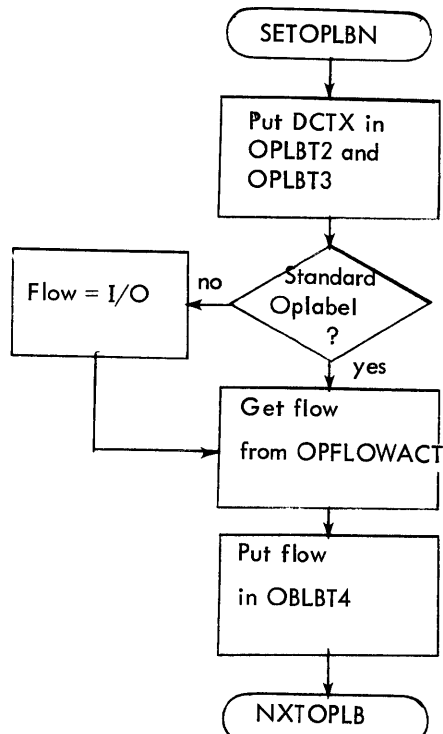 SETOPLBN
Put DCTX in
OPLBT2 and
OPLBT3
Standard
Oplabel
?
no
Flow = I/O
yes
Get flow
from OPFLOWACT
Put flow
in OBLBT4
NXTOPLB